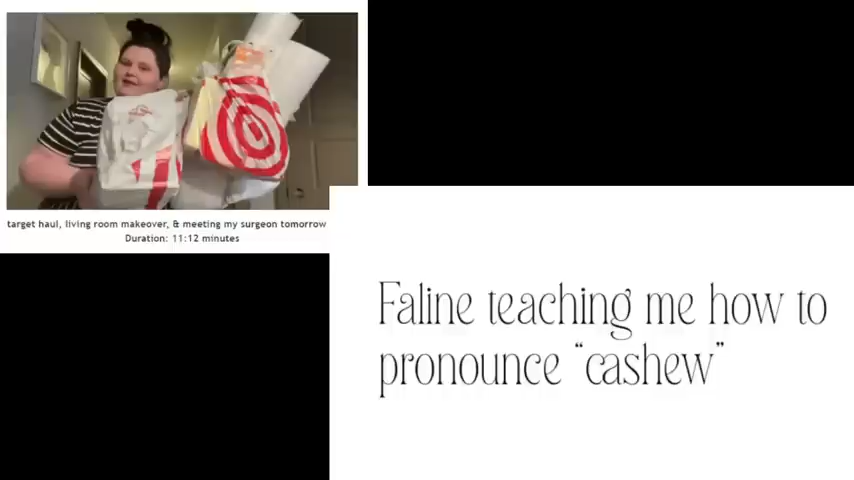 target haul, living room makeover, & meeting my surgeon tomorrow
Duration: 11:12 minutes
Faline teaching me how to
pronounce “cashew”